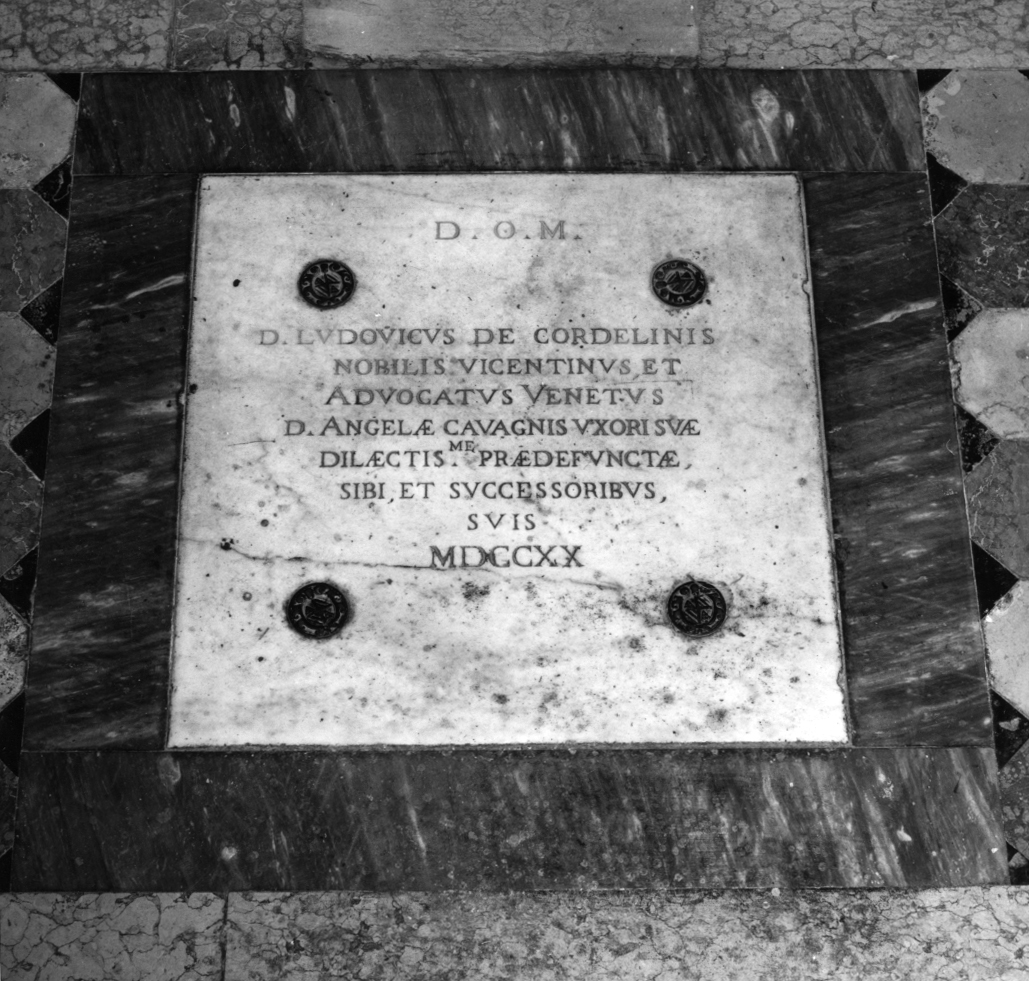 D. O. M.
D. LVDOVICVS DE CORDELINIS
NOBILIS VICENTINVS ET
ADVOCATVS VENETVS
D. ANGELÆ CAVAGNIS VXORI SVÆ
DILÆCTIS.ᴹᴱ PRÆDEFVNCTÆ,
SIBI, ET SVCCESSORIBVS,
SVIS
MDCCXX